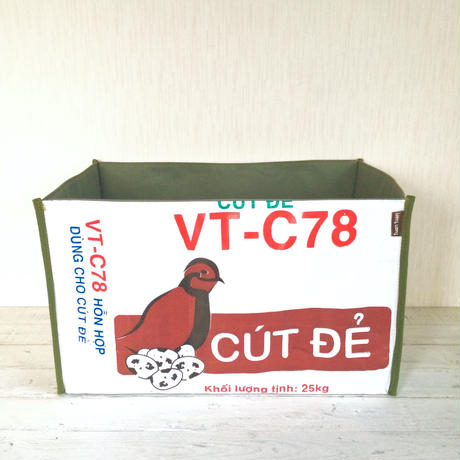 CÚT ĐẺ
VT-C78
VT-C78 HỖN HỢP
DÙNG CHO CÚT ĐẺ
CÚT ĐẺ
Khối lượng tịnh: 25kg